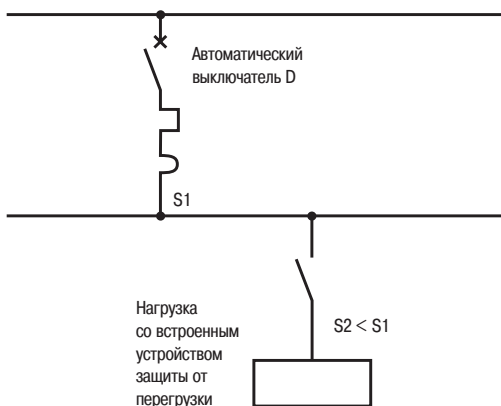 Автоматический
выключатель D
S1
Нагрузка
со встроенным
устройством
защиты от
перегрузки
S2 < S1